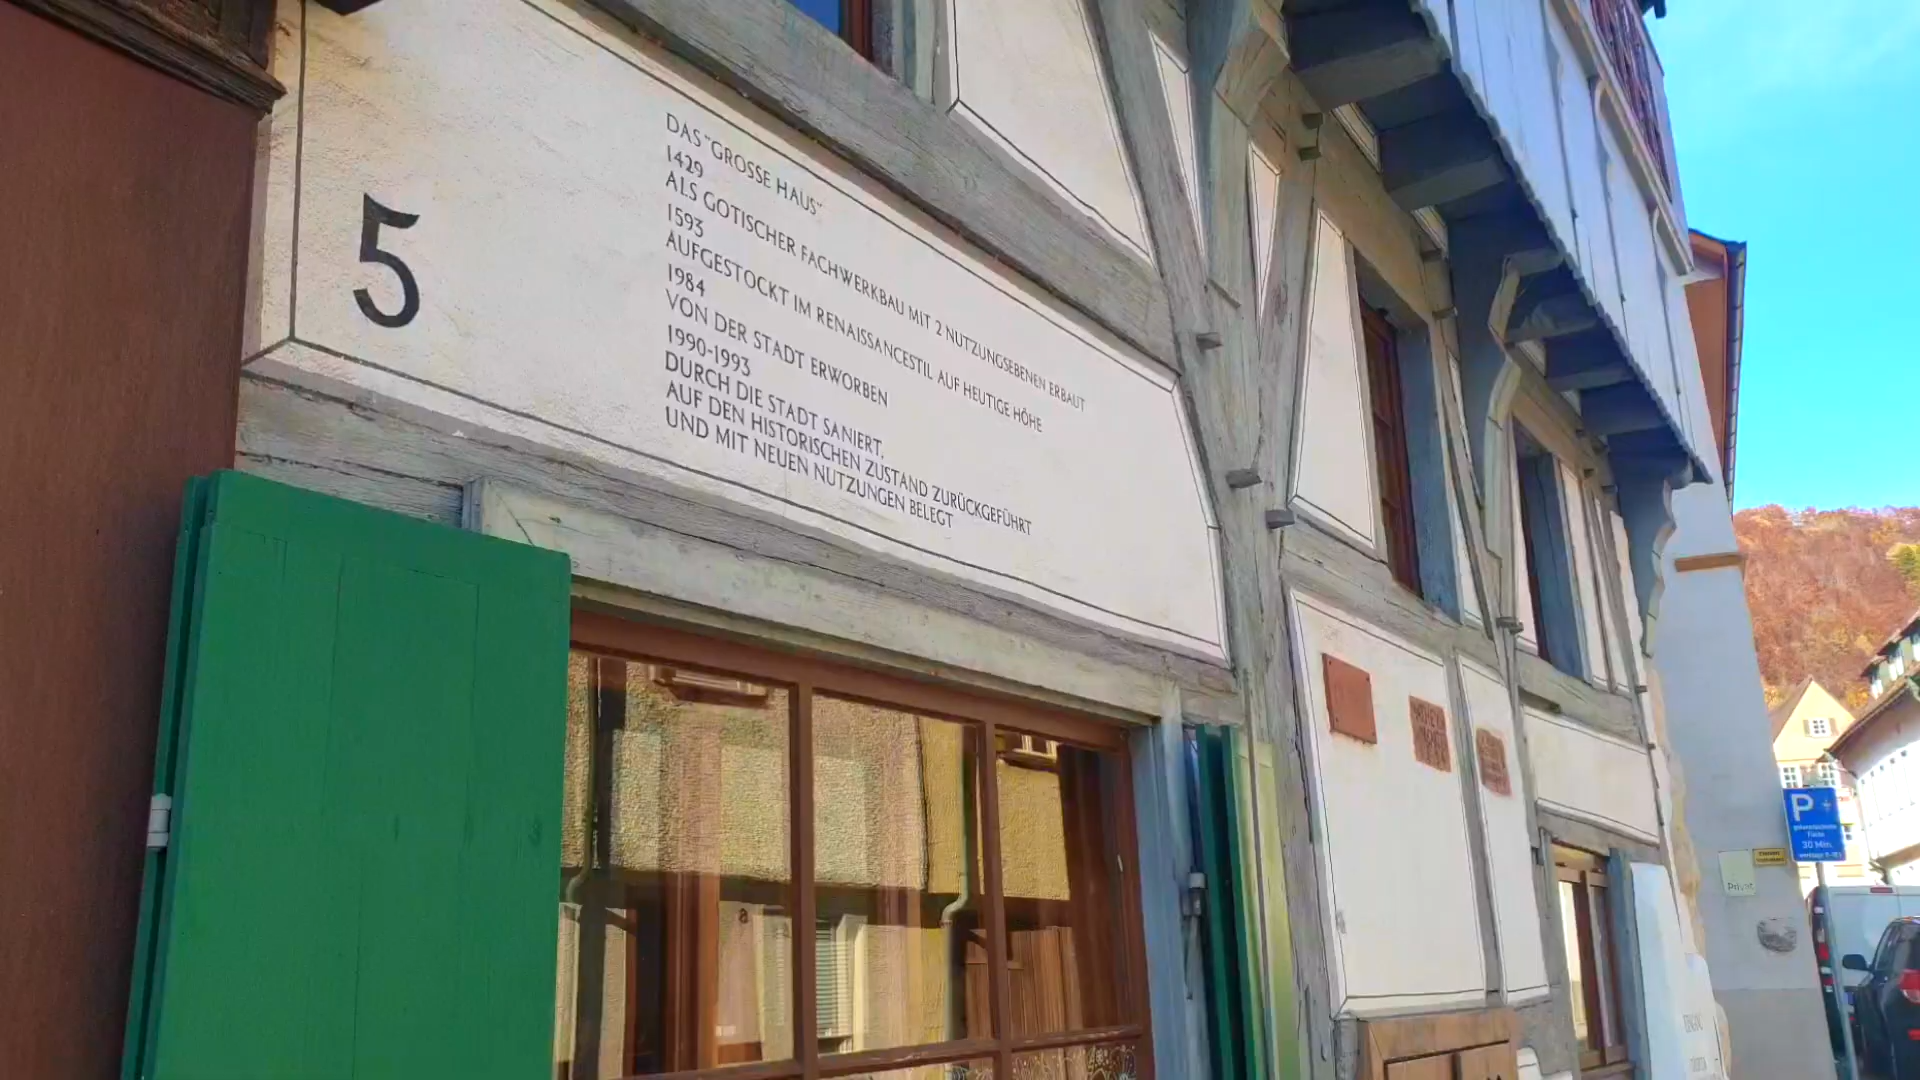 5
DAS "GROSSE HAUS"
1429
ALS GOTISCHER FACHWERKBAU MIT 2 NUTZUNGSEBENEN ERBAUT
1593
AUFGESTOCKT IM RENAISSANCESTIL AUF HEUTIGE HÖHE
1984
VON DER STADT ERWORBEN
1990-1993
DURCH DIE STADT SANIERT,
AUF DEN HISTORISCHEN ZUSTAND ZURÜCKGEFÜHRT
UND MIT NEUEN NUTZUNGEN BELEGT
P
30 Min.
Privat